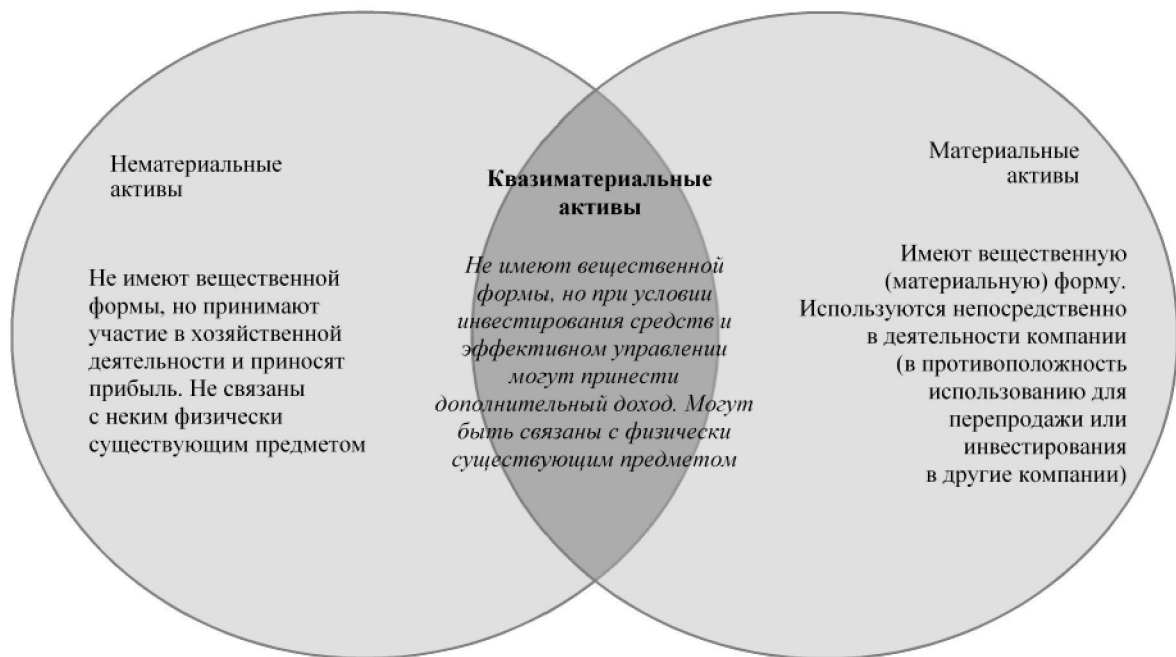 Нематериальные
активы
Не имеют вещественной
формы, но принимают
участие в хозяйственной
деятельности и приносят
прибыль. Не связаны
с неким физически
существующим предметом
Квазиматериальные
активы
Не имеют вещественной
формы, но при условии
инвестирования средств и
эффективном управлении
могут принести
дополнительный доход. Могут
быть связаны с физически
существующим предметом
Материальные
активы
Имеют вещественную
(материальную) форму.
Используются непосредственно
в деятельности компании
(в противоположность
использованию для
перепродажи или
инвестирования
в другие компании)